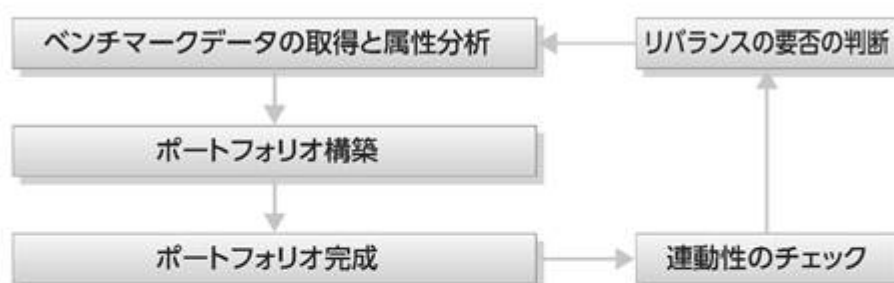 ベンチマークデータの取得と属性分析
リバランスの要否の判断
ポートフォリオ構築
ポートフォリオ完成
連動性のチェック